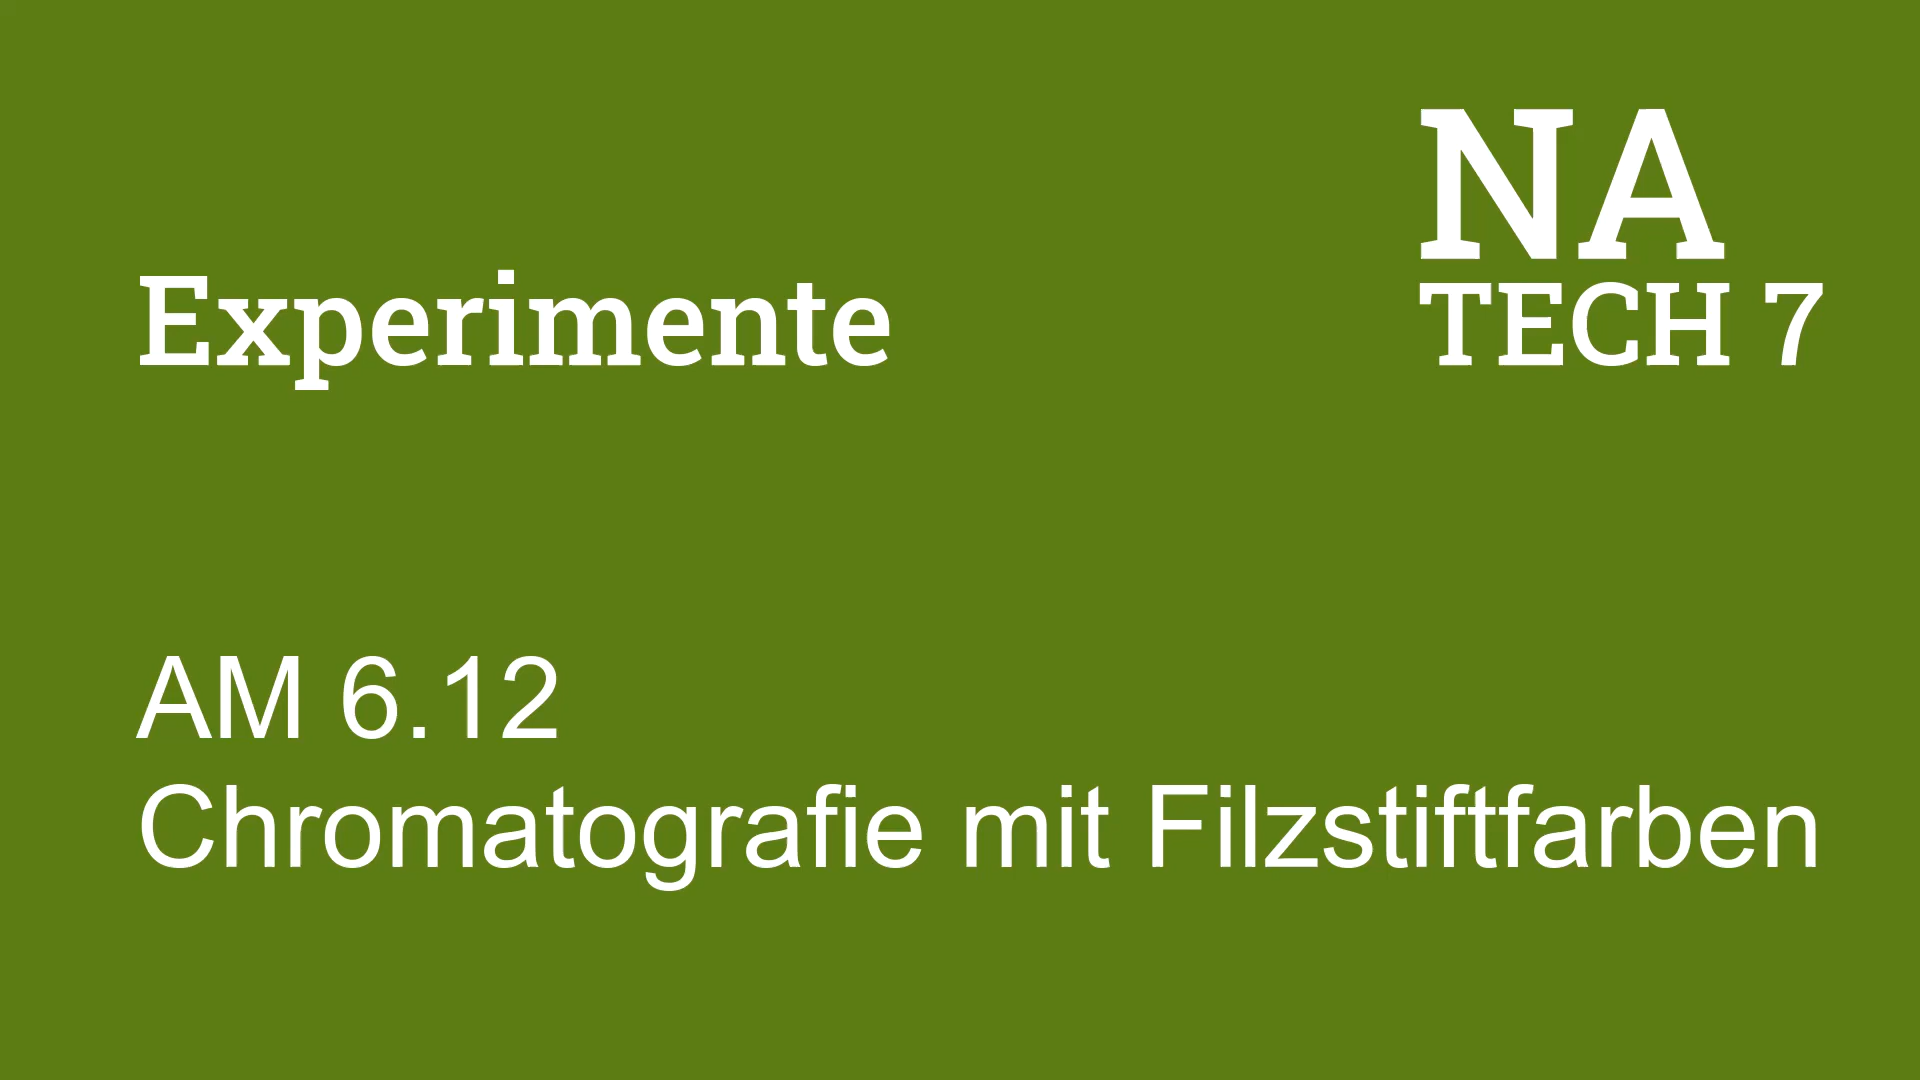 NA
TECH 7
Experimente
AM 6.12
Chromatografie mit Filzstiftfarben